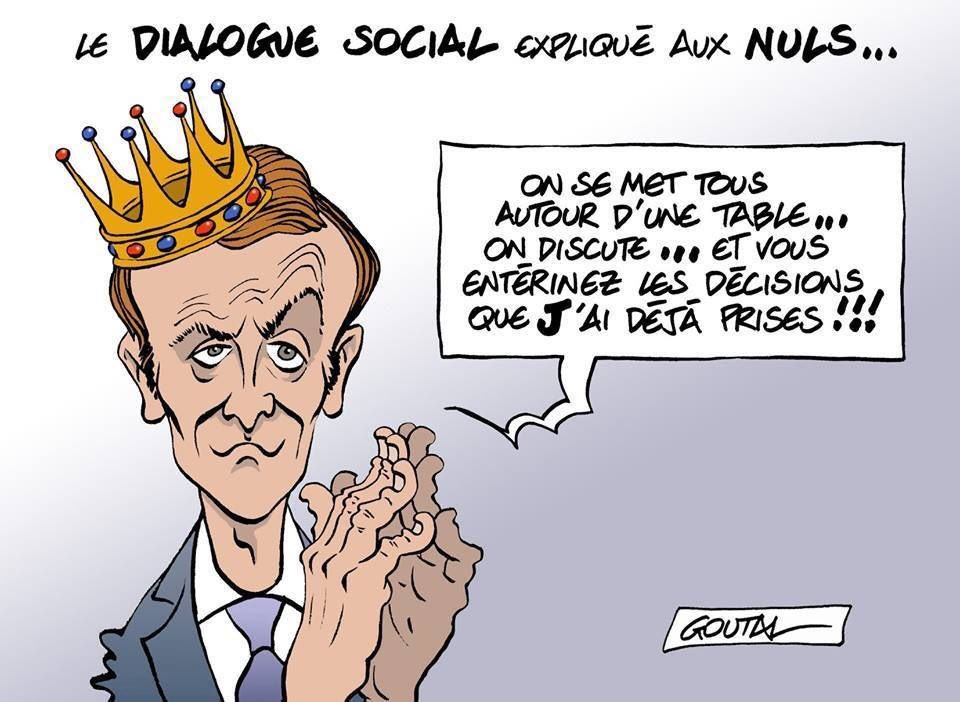 LE DIALOGUE SOCIAL EXPLIQUÉ AUX NULS...
ON SE MET TOUS
AUTOUR D'UNE TABLE...
ON DISCUTE... ET VOUS
ENTÉRINEZ LES DÉCISIONS
QUE J'AI DÉJÀ PRISES!!!
GOUTAL